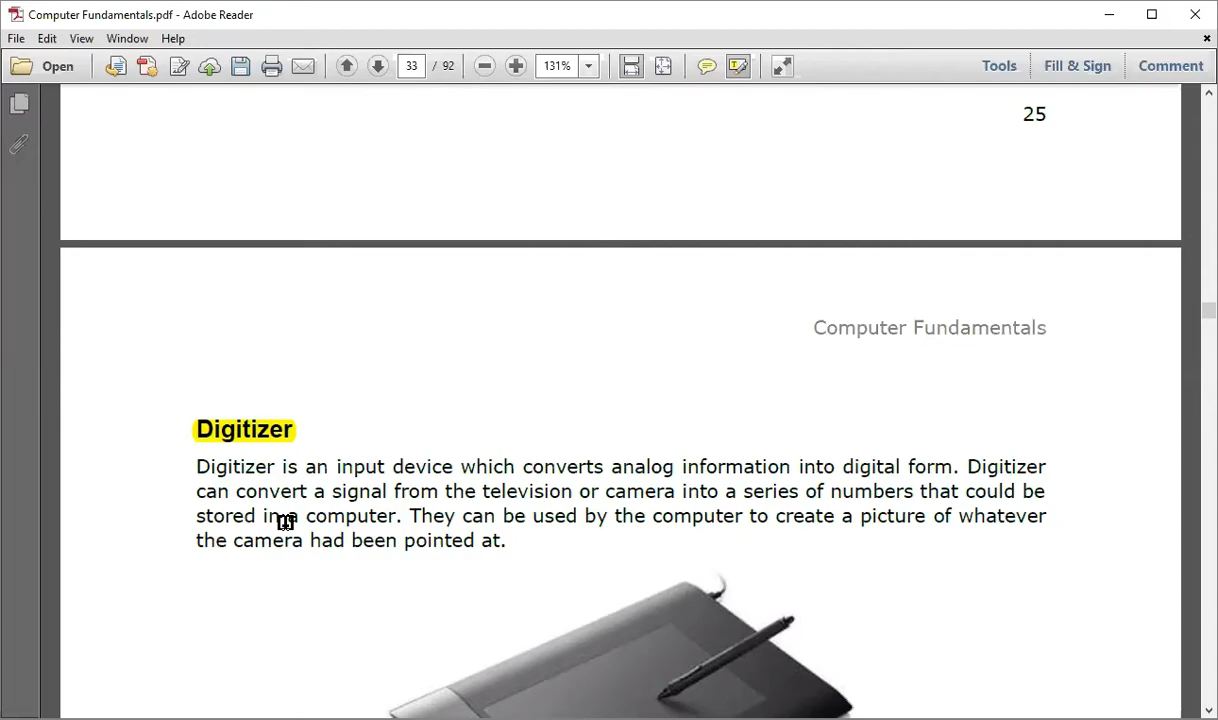 Computer Fundamentals.pdf - Adobe Reader
File Edit View Window Help
Open 33 / 92 131% Tools Fill & Sign Comment
25
Computer Fundamentals
Digitizer
Digitizer is an input device which converts analog information into digital form. Digitizer
can convert a signal from the television or camera into a series of numbers that could be
stored in a computer. They can be used by the computer to create a picture of whatever
the camera had been pointed at.